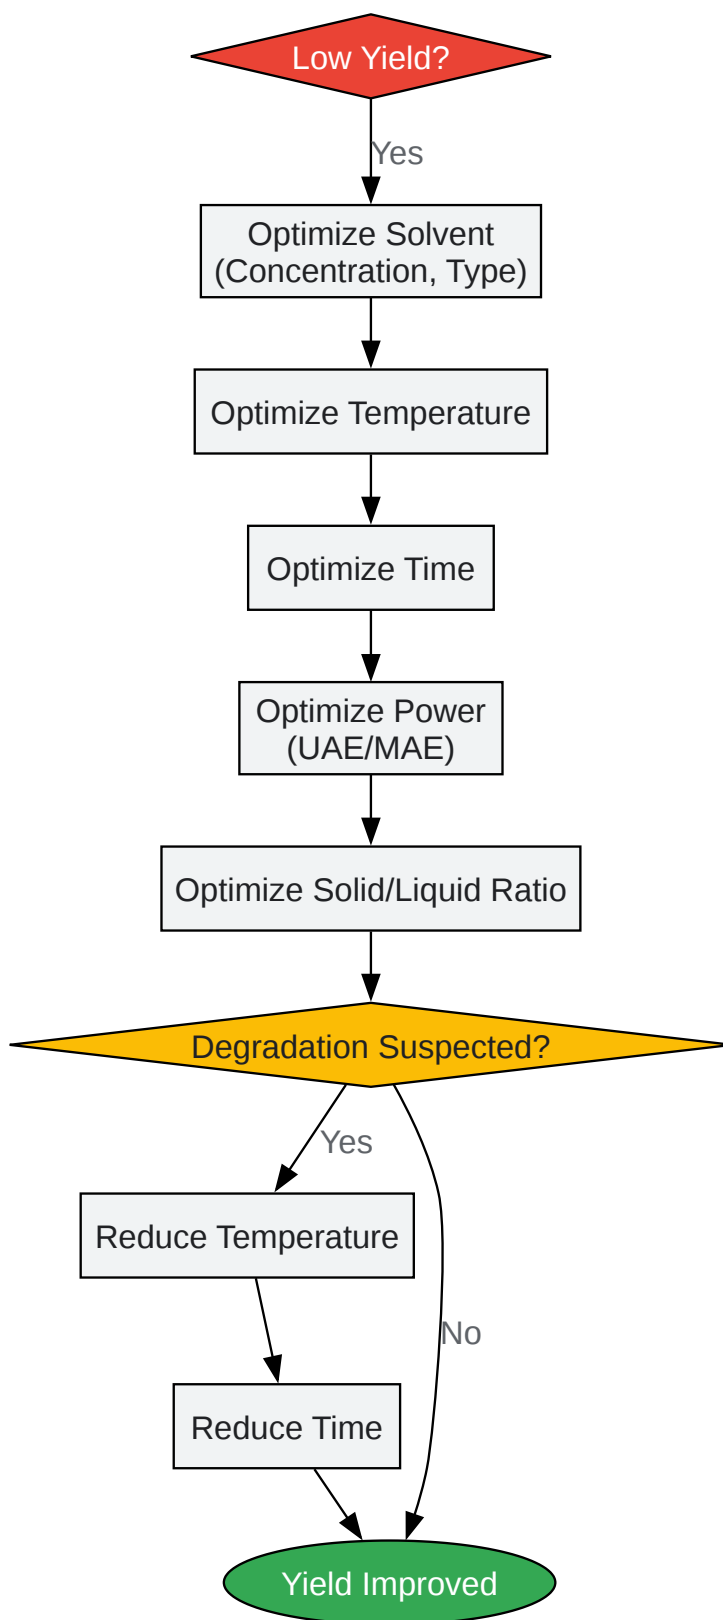 Low Yield?
Yes
Optimize Solvent
(Concentration, Type)
Optimize Temperature
Optimize Time
Optimize Power
(UAE/MAE)
Optimize Solid/Liquid Ratio
Degradation Suspected?
Yes
Reduce Temperature
No
Reduce Time
Yield Improved